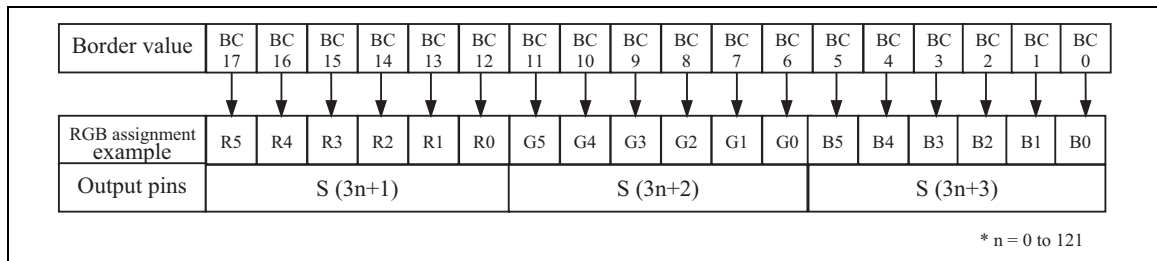 Border value BC 17 BC 16 BC 15 BC 14 BC 13 BC 12 BC 11 BC 10 BC 9 BC 8 BC 7 BC 6 BC 5 BC 4 BC 3 BC 2 BC 1 BC 0
RGB assignment example R5 R4 R3 R2 R1 R0 G5 G4 G3 G2 G1 G0 B5 B4 B3 B2 B1 B0
Output pins S (3n+1) S (3n+2) S (3n+3)
* n = 0 to 121